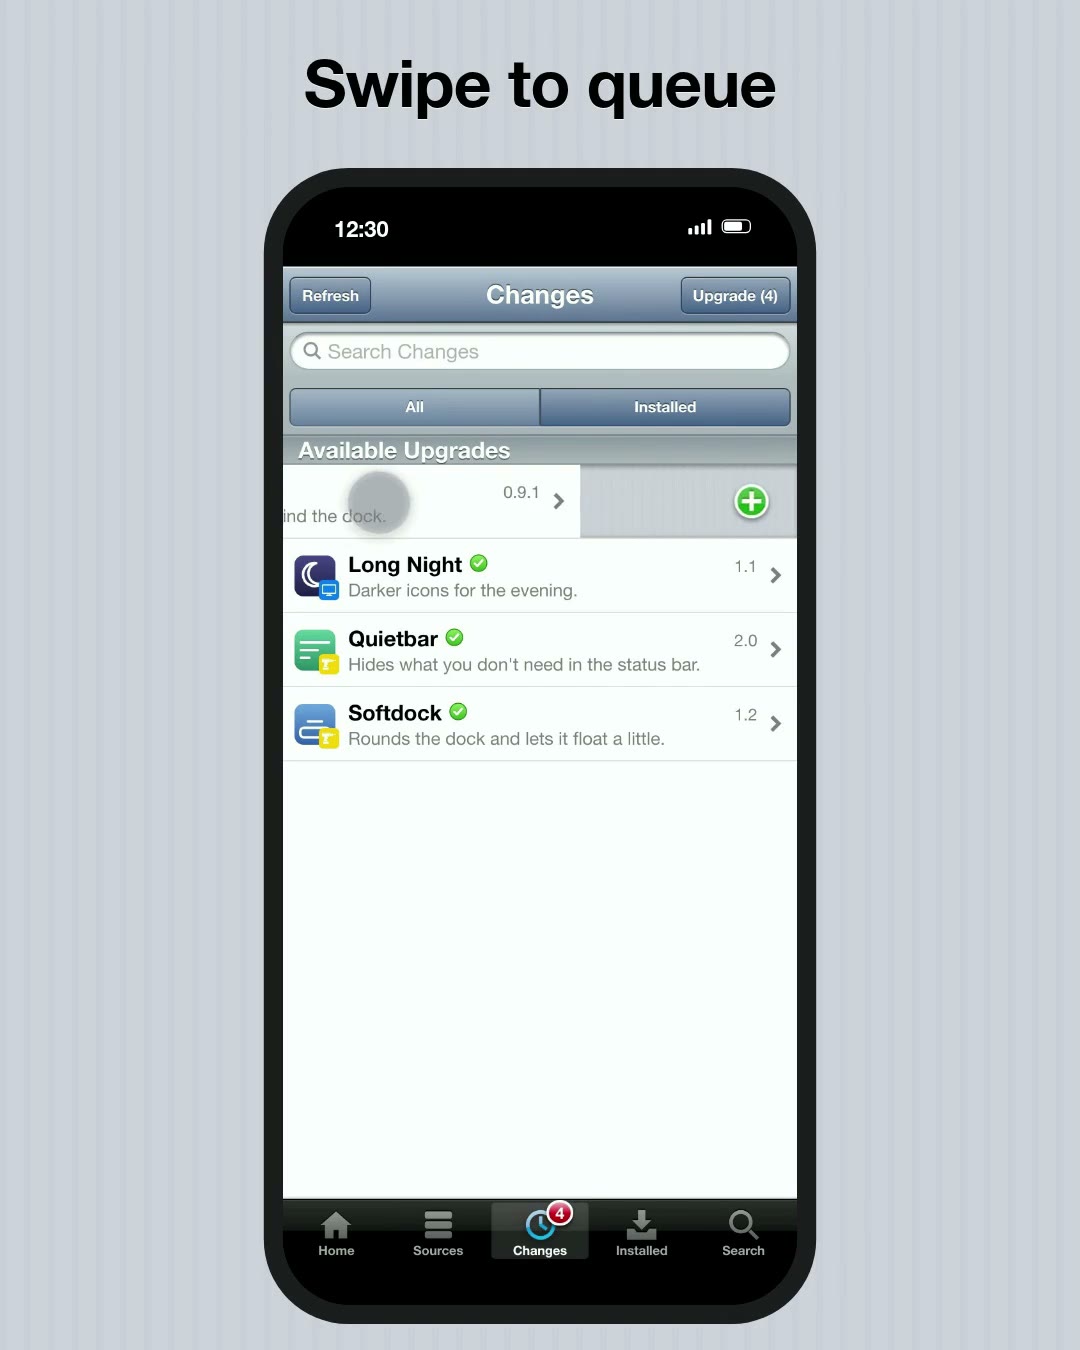 Swipe to queue
12:30
Refresh
Changes
Upgrade (4)
Search Changes
All
Installed
Available Upgrades
0.9.1
ind the dock.
Long Night
1.1
Darker icons for the evening.
Quietbar
2.0
Hides what you don't need in the status bar.
Softdock
1.2
Rounds the dock and lets it float a little.
4
Home
Sources
Changes
Installed
Search